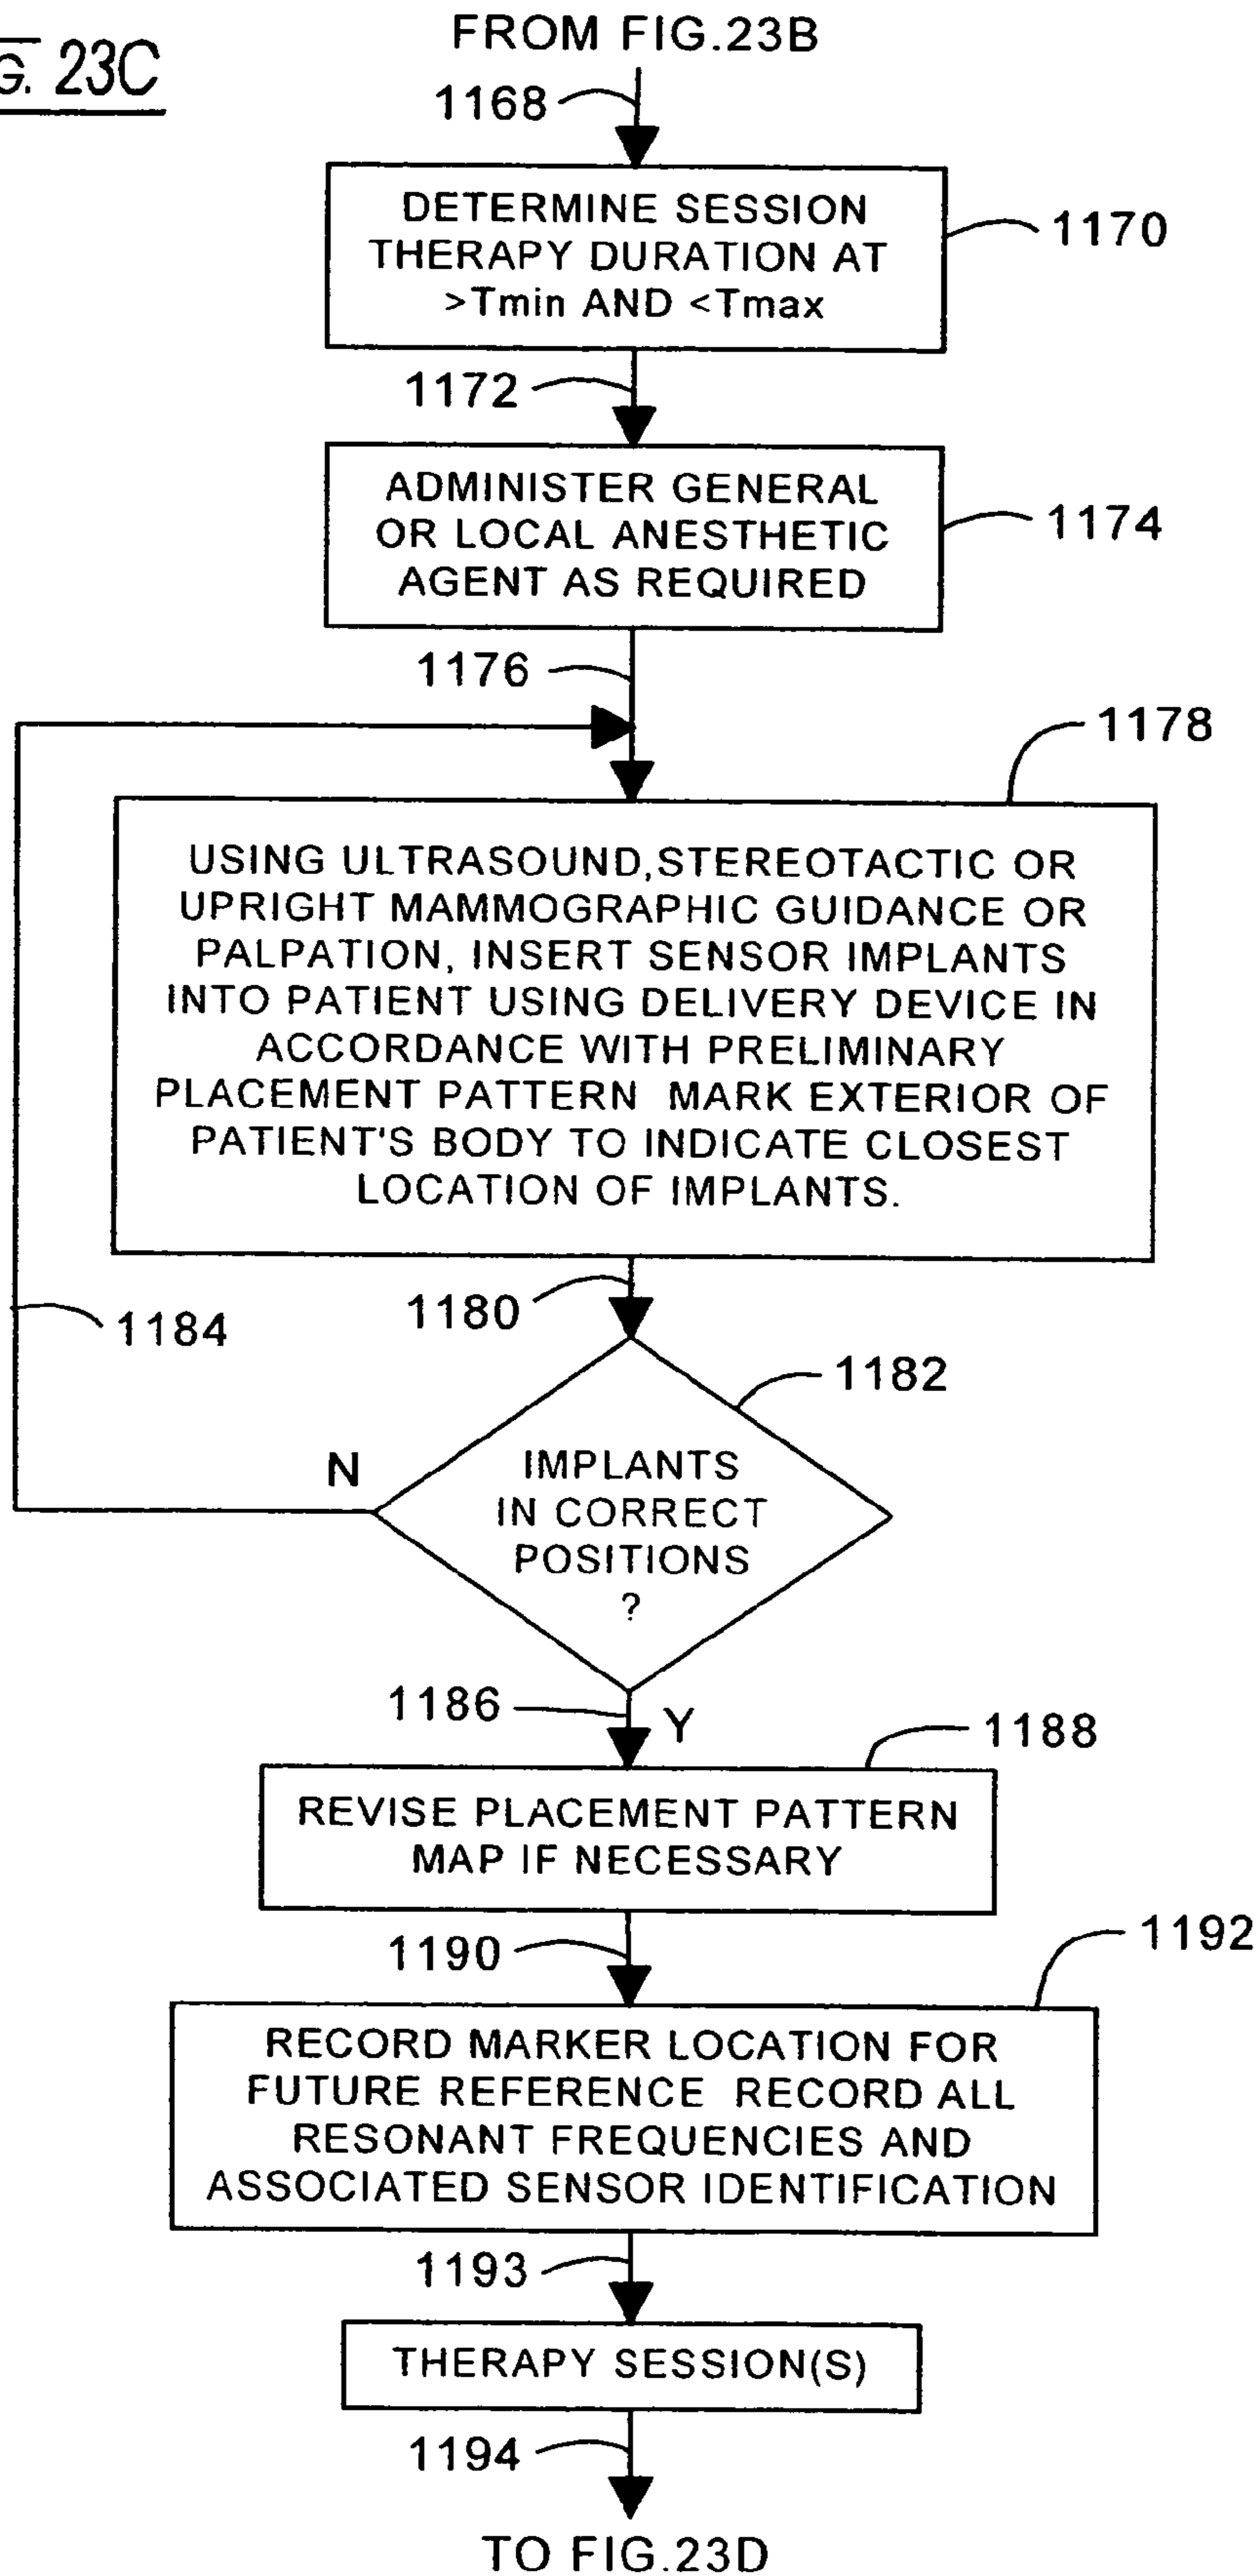 G. 23C
FROM FIG.23B
1168
DETERMINE SESSION
THERAPY DURATION AT
>Tmin AND <Tmax
1170
1172
ADMINISTER GENERAL
OR LOCAL ANESTHETIC
AGENT AS REQUIRED
1174
1176
1178
USING ULTRASOUND,STEREOTACTIC OR
UPRIGHT MAMMOGRAPHIC GUIDANCE OR
PALPATION, INSERT SENSOR IMPLANTS
INTO PATIENT USING DELIVERY DEVICE IN
ACCORDANCE WITH PRELIMINARY
PLACEMENT PATTERN MARK EXTERIOR OF
PATIENT'S BODY TO INDICATE CLOSEST
LOCATION OF IMPLANTS.
1180
1184
1182
N
IMPLANTS
IN CORRECT
POSITIONS
?
1186
Y
1188
REVISE PLACEMENT PATTERN
MAP IF NECESSARY
1190
1192
RECORD MARKER LOCATION FOR
FUTURE REFERENCE RECORD ALL
RESONANT FREQUENCIES AND
ASSOCIATED SENSOR IDENTIFICATION
1193
THERAPY SESSION(S)
1194
TO FIG.23D